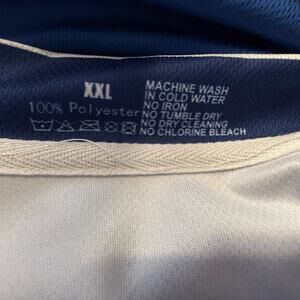 XXL
100% Polyester
MACHINE WASH
IN COLD WATER
NO IRON
NO TUMBLE DRY
NO DRY CLEANING
NO CHLORINE BLEACH